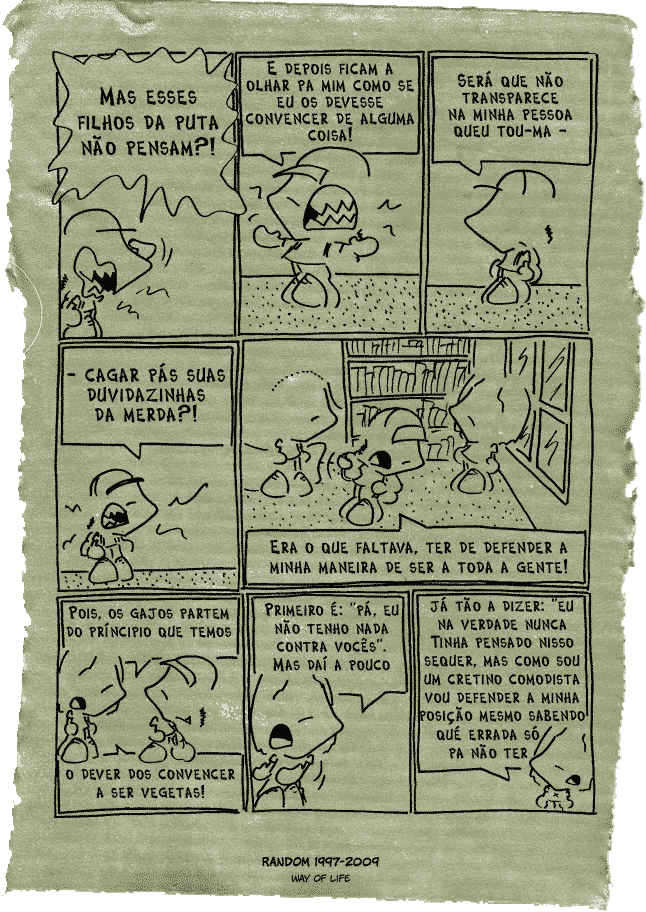 MAS ESSES
FILHOS DA PUTA
NÃO PENSAM?!
E DEPOIS FICAM A
OLHAR PA MIM COMO SE
EU OS DEVESSE
CONVENCER DE ALGUMA
COISA!
SERÁ QUE NÃO
TRANSPARECE
NA MINHA PESSOA
QUEU TOU-MA -
- CAGAR PÁS SUAS
DUVIDAZINHAS
DA MERDA?!
ERA O QUE FALTAVA, TER DE DEFENDER A
MINHA MANEIRA DE SER A TODA A GENTE!
POIS, OS GAJOS PARTEM
DO PRÍNCIPIO QUE TEMOS
O DEVER DOS CONVENCER
A SER VEGETAS!
PRIMEIRO É: "PÁ, EU
NÃO TENHO NADA
CONTRA VOCÊS".
MAS DAÍ A POUCO
JÁ TÃO A DIZER: "EU
NA VERDADE NUNCA
TINHA PENSADO NISSO
SEQUER, MAS COMO SOU
UM CRETINO COMODISTA
VOU DEFENDER A MINHA
POSIÇÃO MESMO SABENDO
QUÉ ERRADA SÓ
PA NÃO TER
RANDOM 1997-2009
WAY OF LIFE